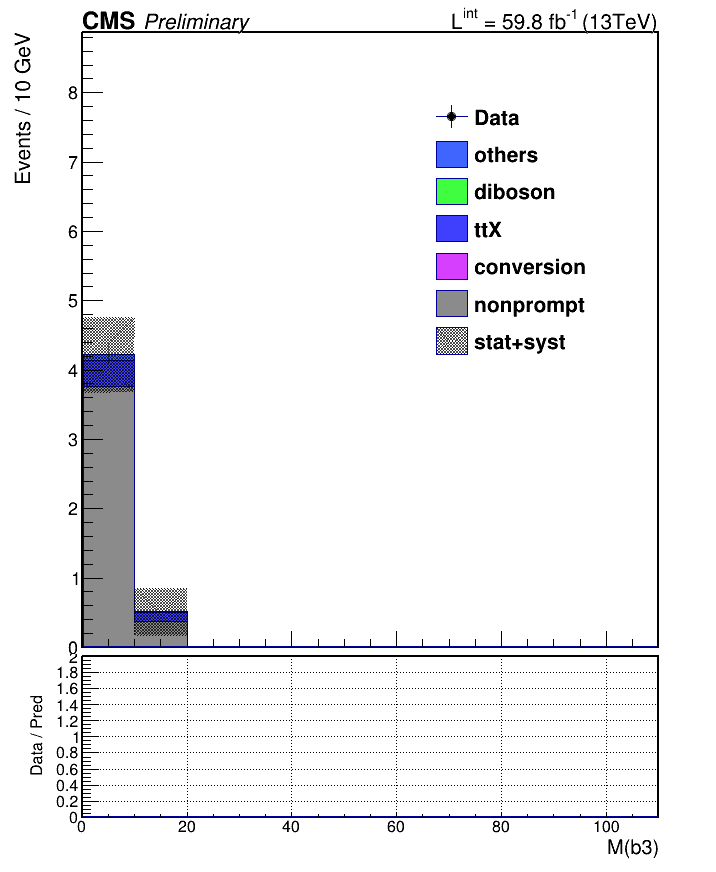 CMS Preliminary
L^int = 59.8 fb^-1 (13TeV)
Events / 10 GeV
8
7
6
5
4
3
2
1
0
Data
others
diboson
ttX
conversion
nonprompt
stat+syst
Data / Pred
2
1.8
1.6
1.4
1.2
1
0.8
0.6
0.4
0.2
0
0 20 40 60 80 100
M(b3)